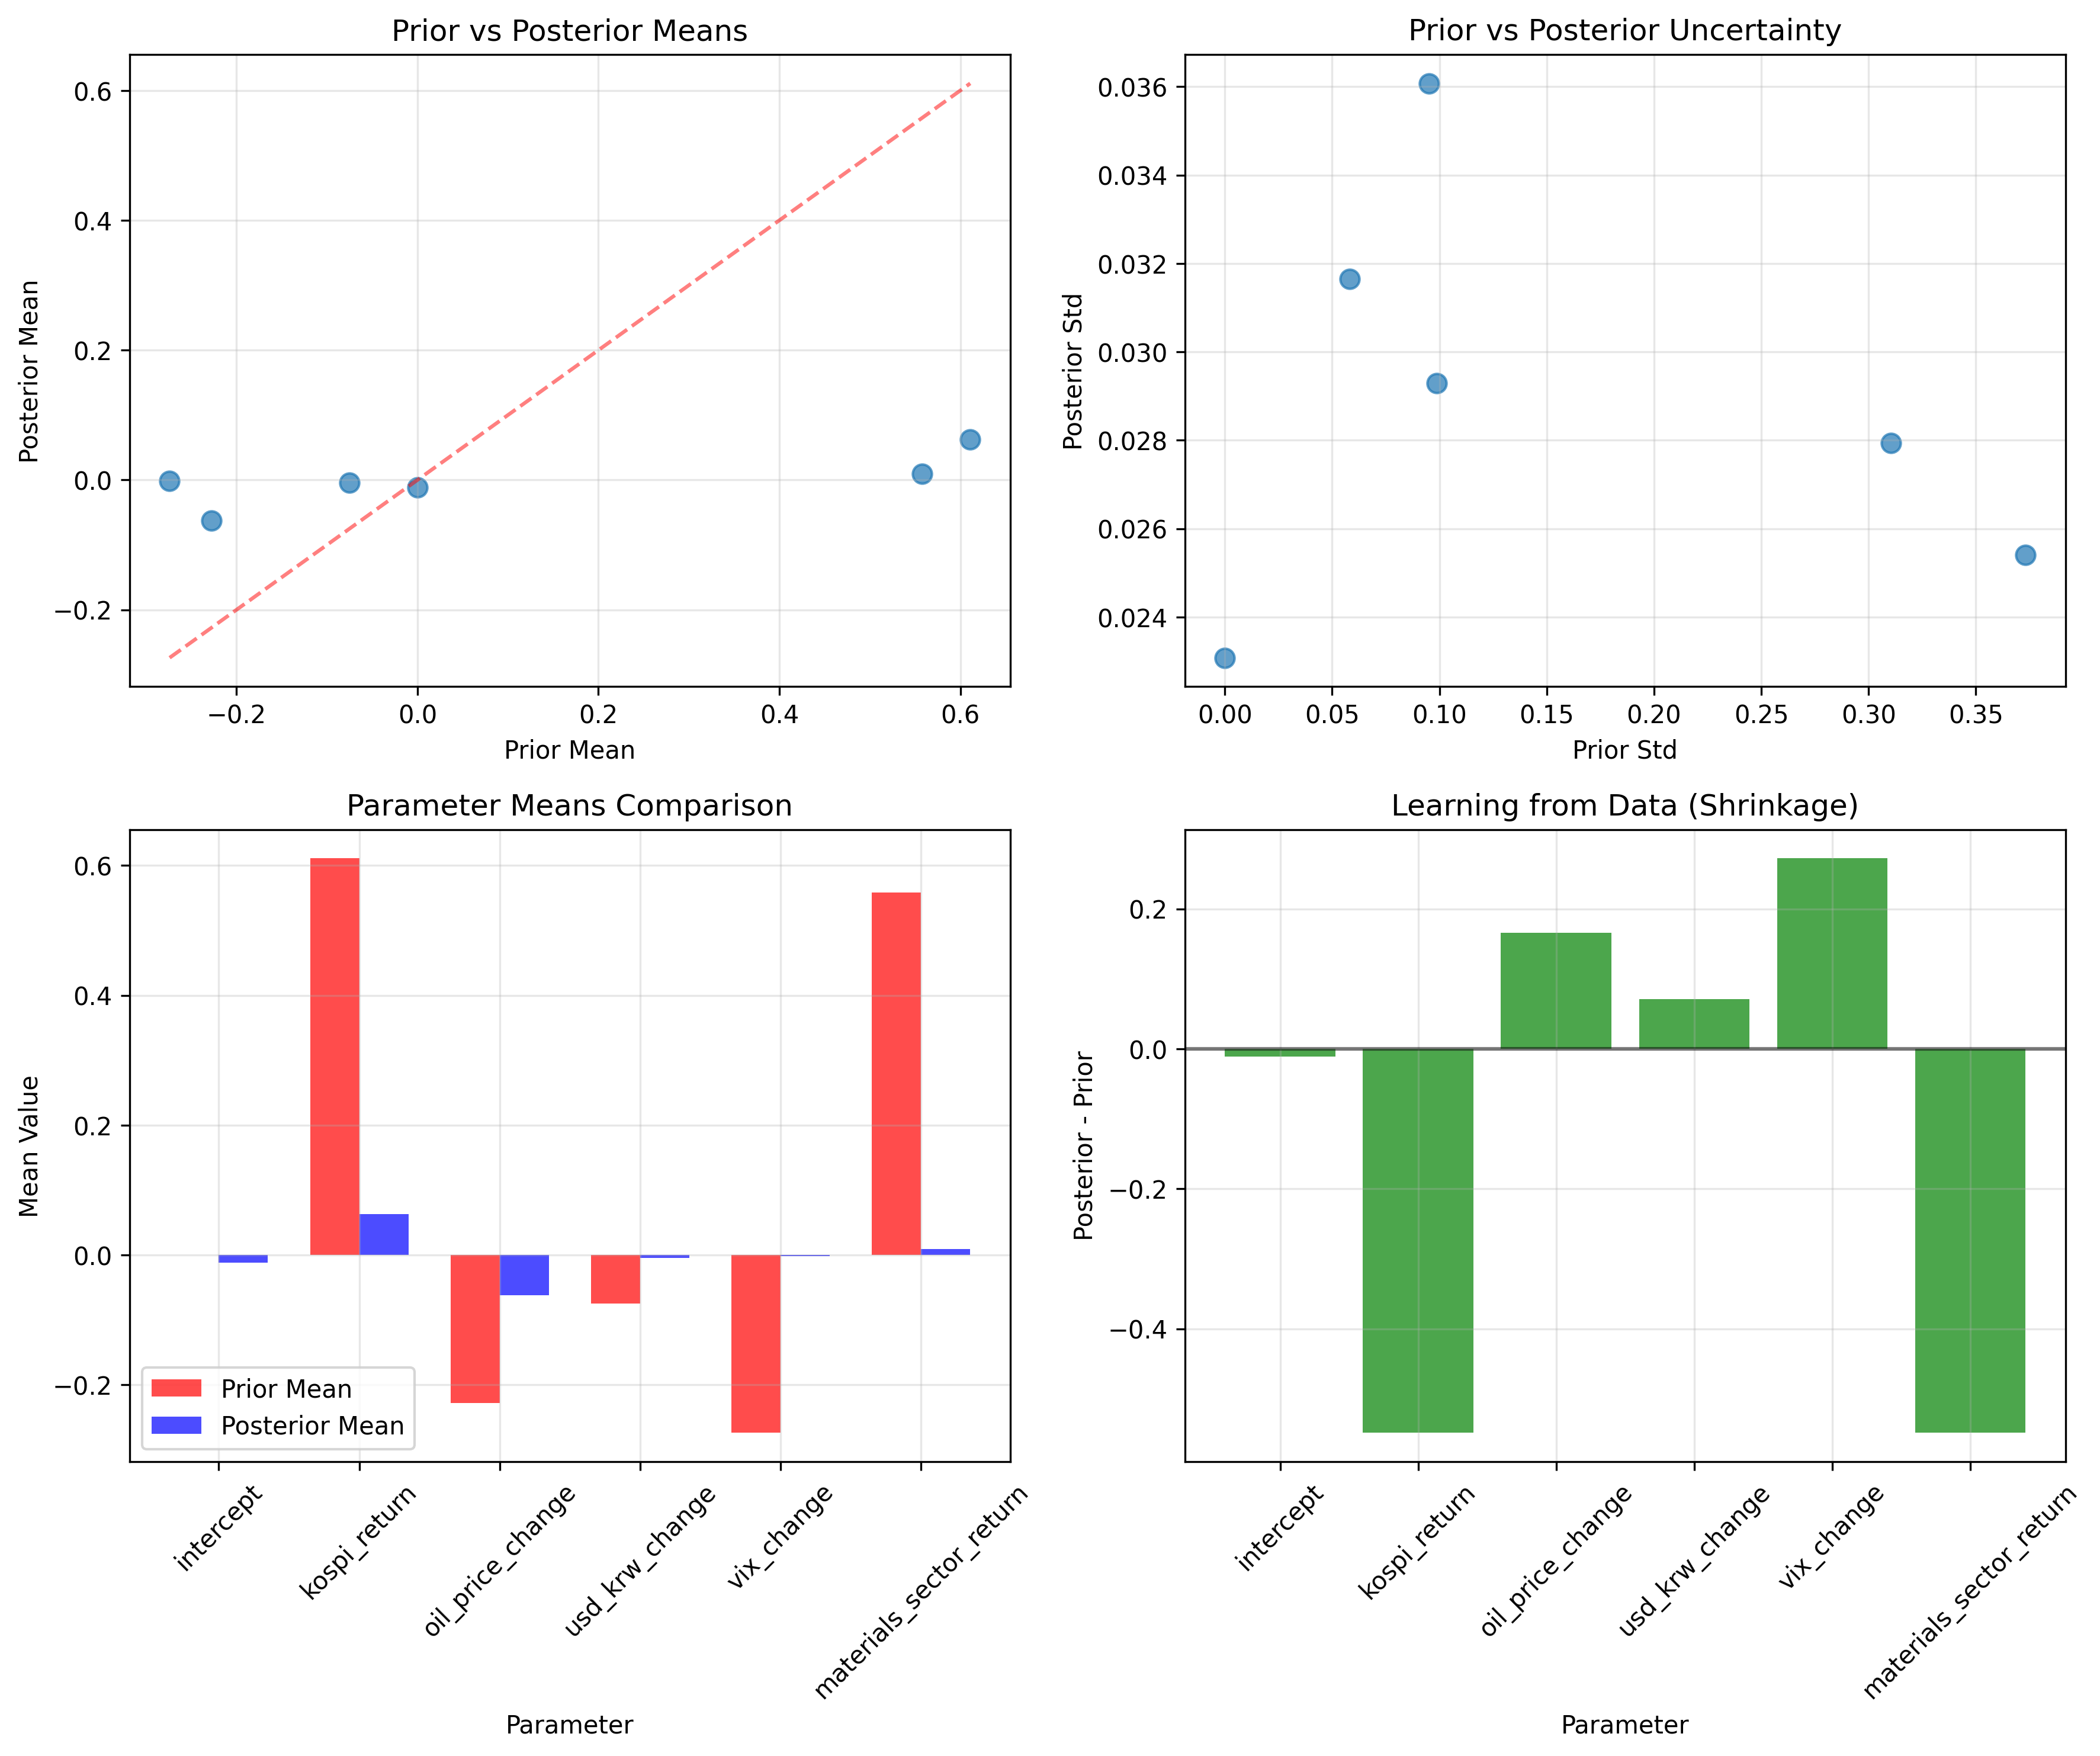 Prior vs Posterior Means
Posterior Mean
0.6
0.4
0.2
0.0
−0.2
−0.2
0.0
0.2
0.4
0.6
Prior Mean
Prior vs Posterior Uncertainty
Posterior Std
0.036
0.034
0.032
0.030
0.028
0.026
0.024
0.00
0.05
0.10
0.15
0.20
0.25
0.30
0.35
Prior Std
Parameter Means Comparison
Mean Value
0.6
0.4
0.2
0.0
−0.2
Prior Mean
Posterior Mean
intercept
kospi_return
oil_price_change
usd_krw_change
vix_change
materials_sector_return
Parameter
Learning from Data (Shrinkage)
Posterior - Prior
0.2
0.0
−0.2
−0.4
intercept
kospi_return
oil_price_change
usd_krw_change
vix_change
materials_sector_return
Parameter